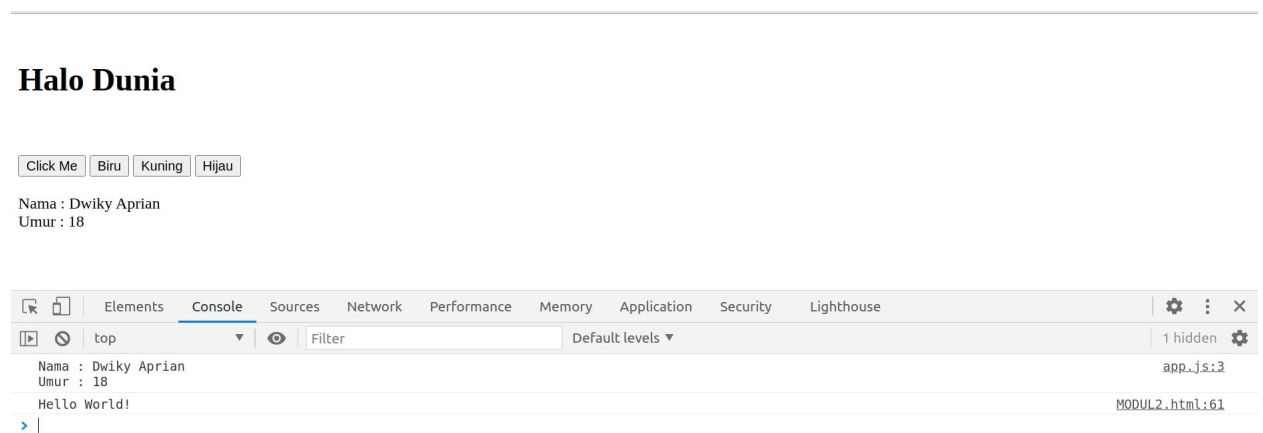 Halo Dunia
Click Me Biru Kuning Hijau
Nama : Dwiky Aprian
Umur : 18
Elements Console Sources Network Performance Memory Application Security Lighthouse
top Filter Default levels 1 hidden
Nama : Dwiky Aprian app.js:3
Umur : 18
Hello World! MODUL2.html:61